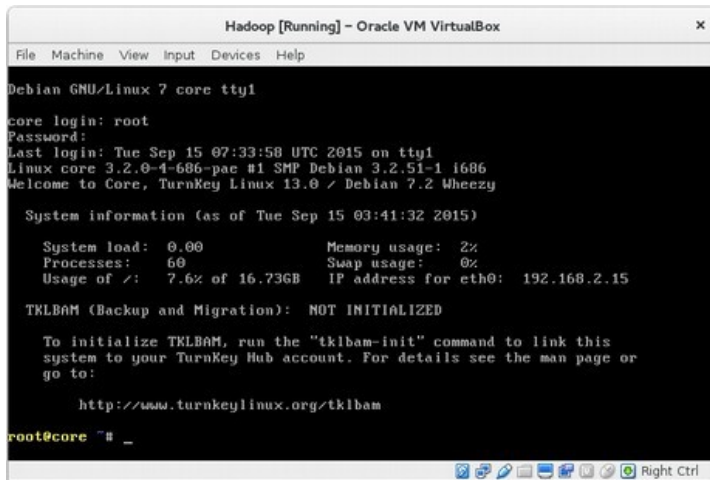 Hadoop [Running] – Oracle VM VirtualBox ×
File Machine View Input Devices Help
Debian GNU/Linux 7 core tty1
core login: root
Password:
Last login: Tue Sep 15 07:33:58 UTC 2015 on tty1
Linux core 3.2.0-4-686-pae #1 SMP Debian 3.2.51-1 i686
Welcome to Core, TurnKey Linux 13.0 / Debian 7.2 Wheezy
System information (as of Tue Sep 15 03:41:32 2015)
System load: 0.00 Memory usage: 2%
Processes: 60 Swap usage: 0%
Usage of /: 7.6% of 16.73GB IP address for eth0: 192.168.2.15
TKLBAM (Backup and Migration): NOT INITIALIZED
To initialize TKLBAM, run the "tklbam-init" command to link this
system to your TurnKey Hub account. For details see the man page or
go to:
http://www.turnkeylinux.org/tklbam
root@core ~# _
Right Ctrl